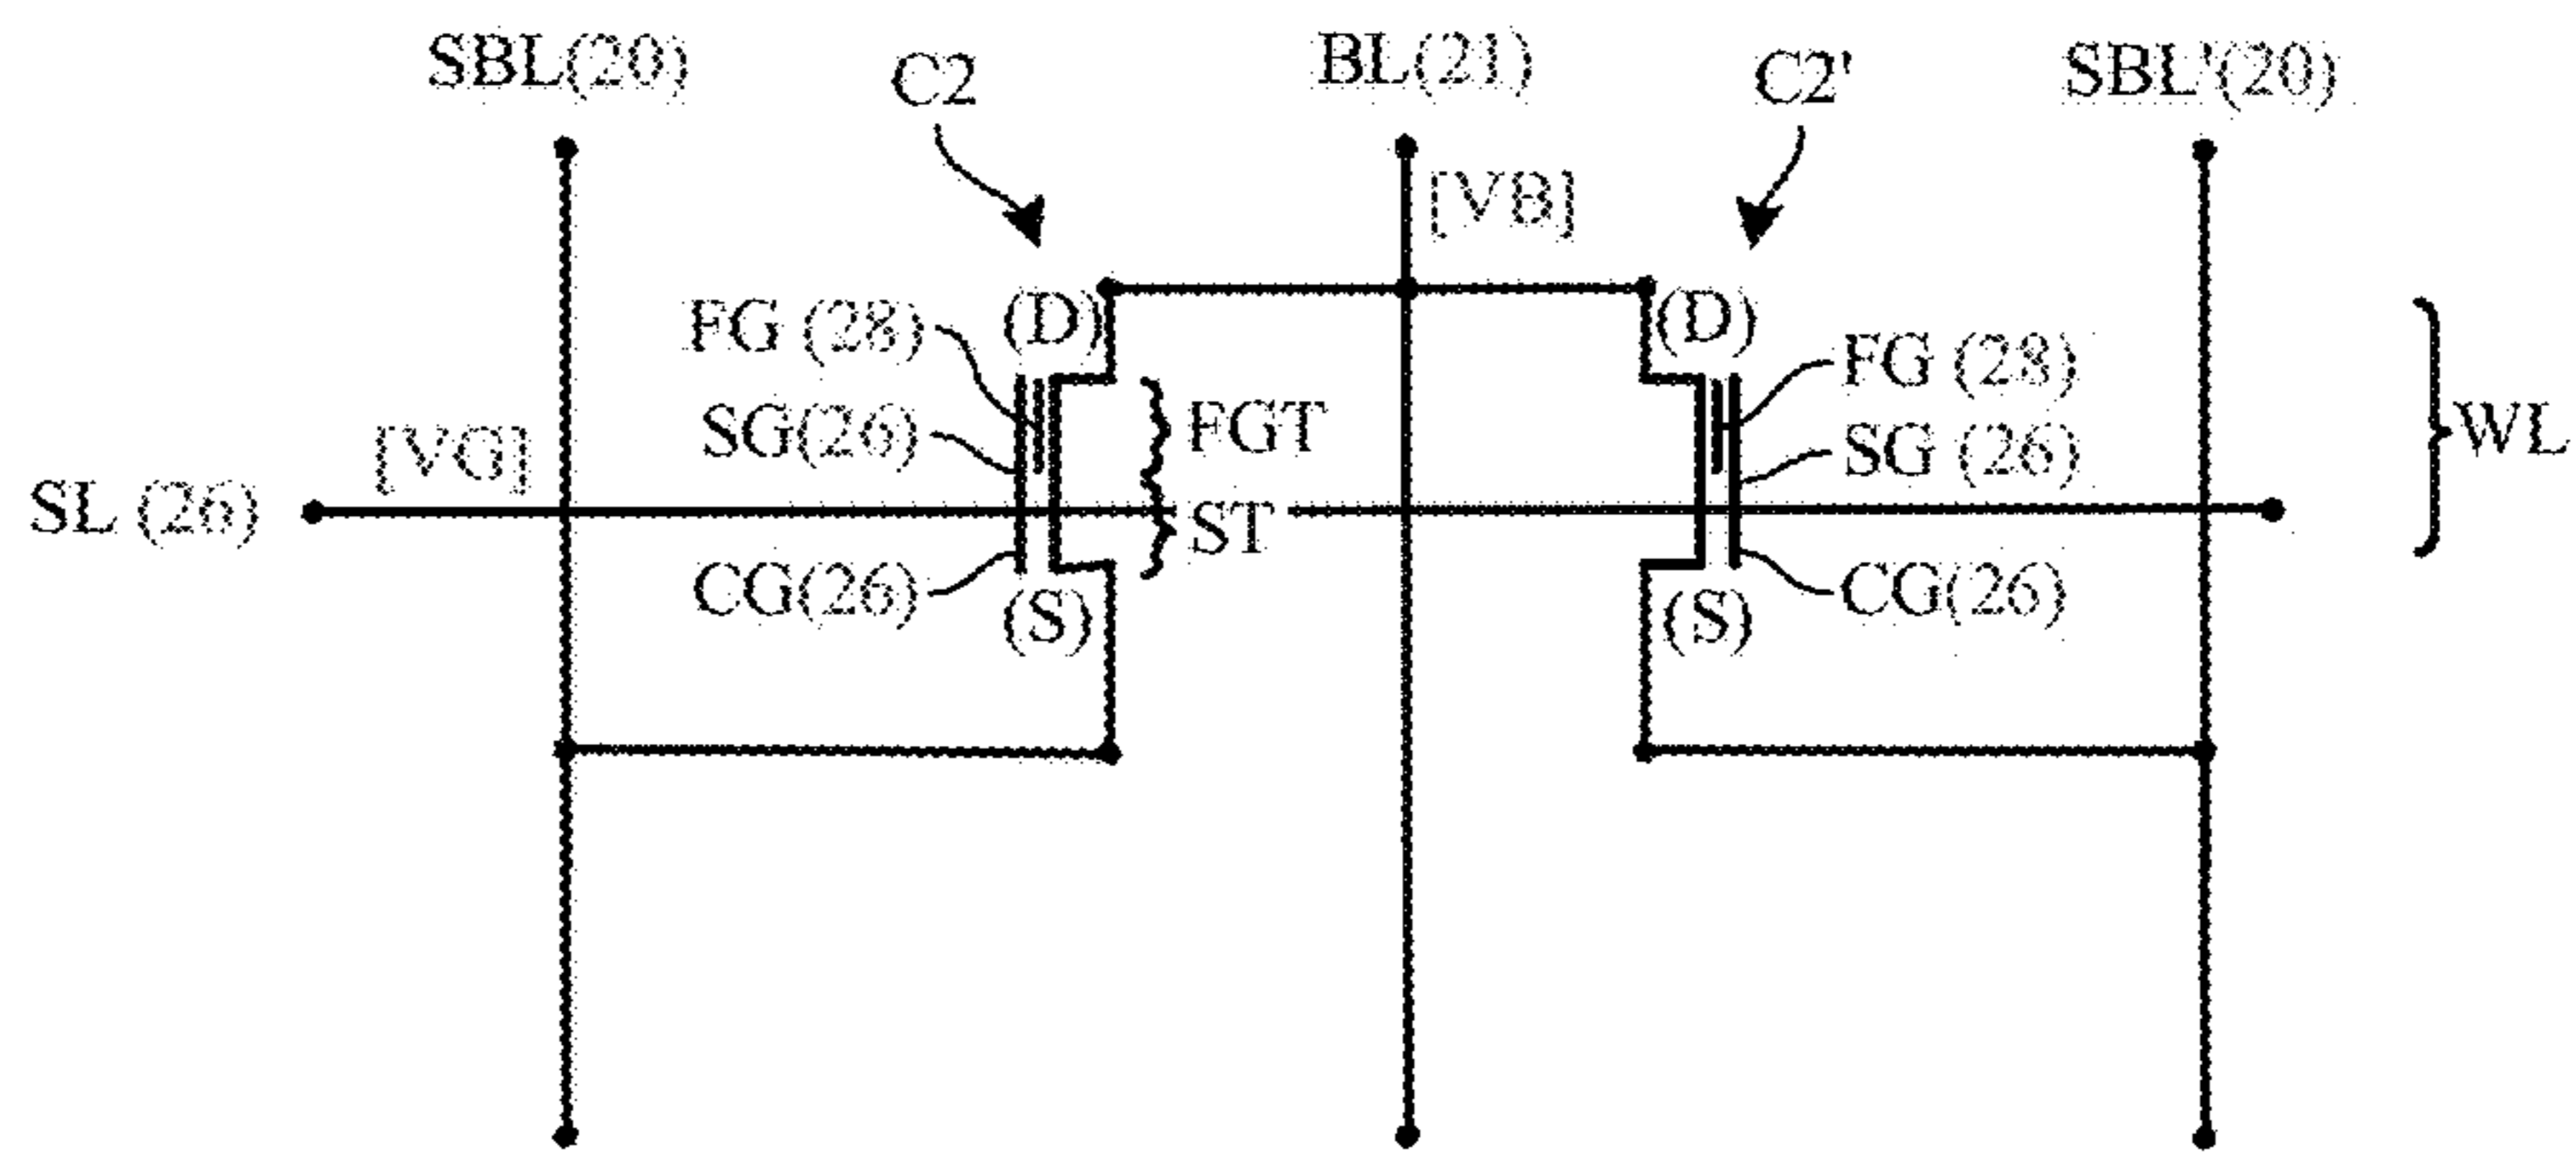 SBL(20)
C2
BL(21)
C2'
SBL'(20)
[VB]
FG (28)
(D)
(D)
FG (28)
SG(26)
FGT
SG (26)
WL
[VG]
SL (26)
ST
CG(26)
(S)
(S)
CG(26)